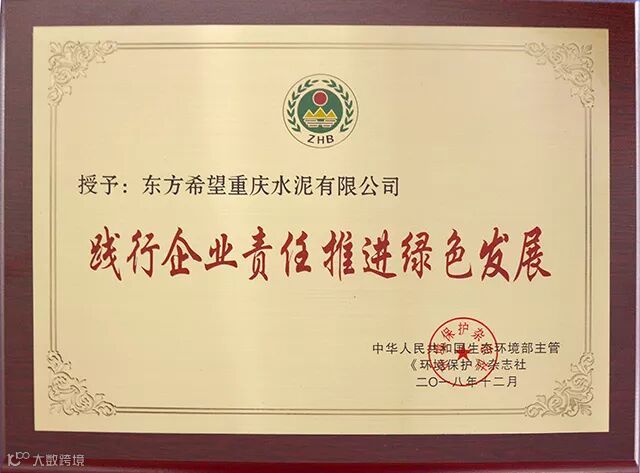 ZHB
授予：东方希望重庆水泥有限公司
践行企业责任推进绿色发展
中华人民共和国生态环境部主管
《环境保护》杂志社
二〇一八年十二月
大数跨境